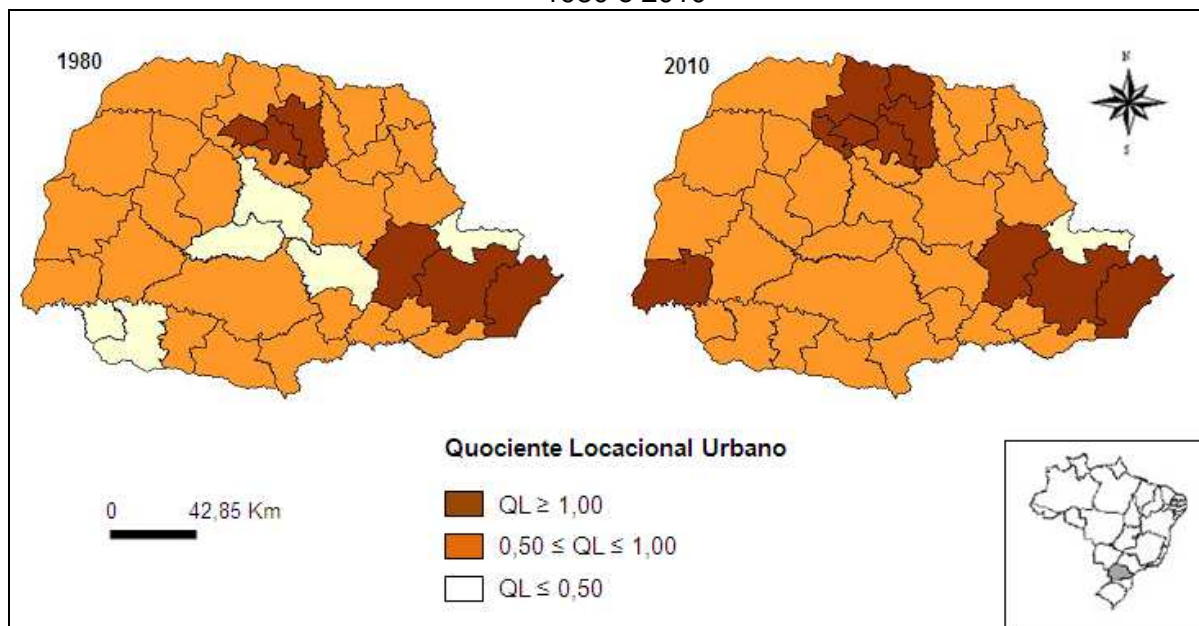 1980
2010
N
S
Quociente Locacional Urbano
0 42,85 Km
QL ≥ 1,00
0,50 ≤ QL ≤ 1,00
QL ≤ 0,50